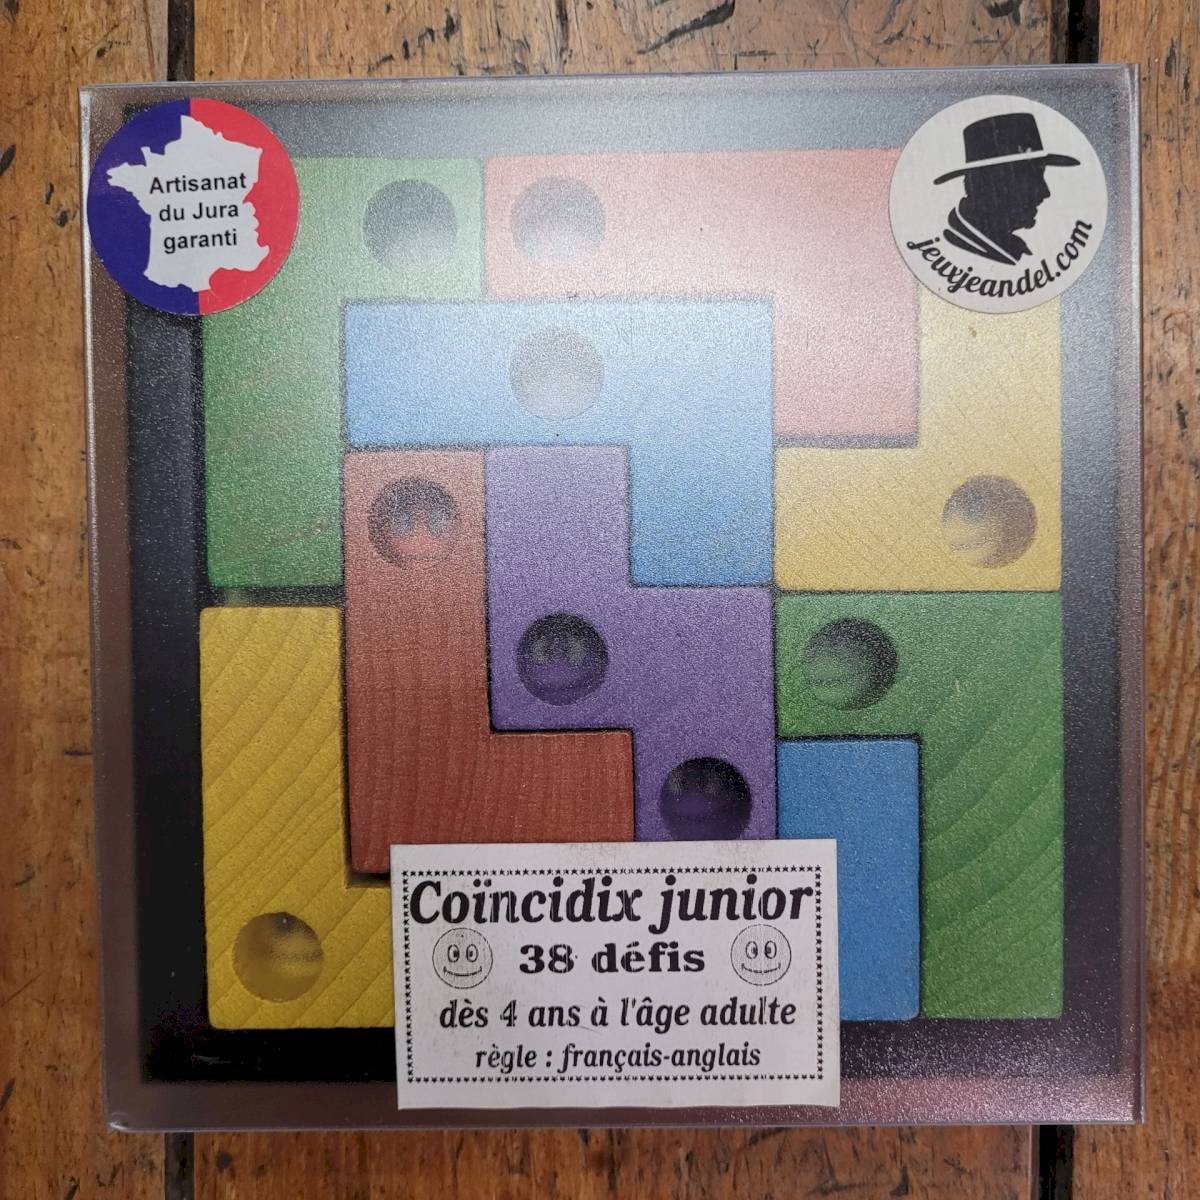 Artisanat
du Jura
garanti
jeuxjeandel.com
Coïncidix junior
38 défis
dès 4 ans à l'âge adulte
règle : français-anglais